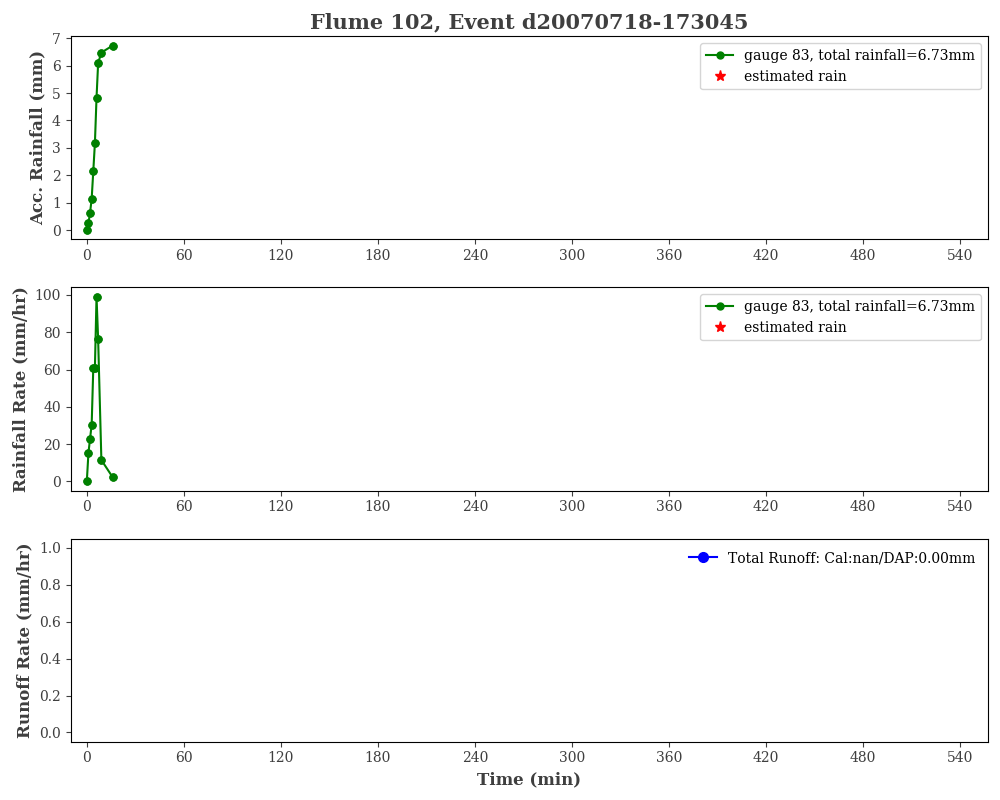 Flume 102, Event d20070718-173045
Acc. Rainfall (mm)
7
6
5
4
3
2
1
0
gauge 83, total rainfall=6.73mm
estimated rain
0 60 120 180 240 300 360 420 480 540
Rainfall Rate (mm/hr)
100
80
60
40
20
0
gauge 83, total rainfall=6.73mm
estimated rain
0 60 120 180 240 300 360 420 480 540
Runoff Rate (mm/hr)
1.0
0.8
0.6
0.4
0.2
0.0
Total Runoff: Cal:nan/DAP:0.00mm
0 60 120 180 240 300 360 420 480 540
Time (min)